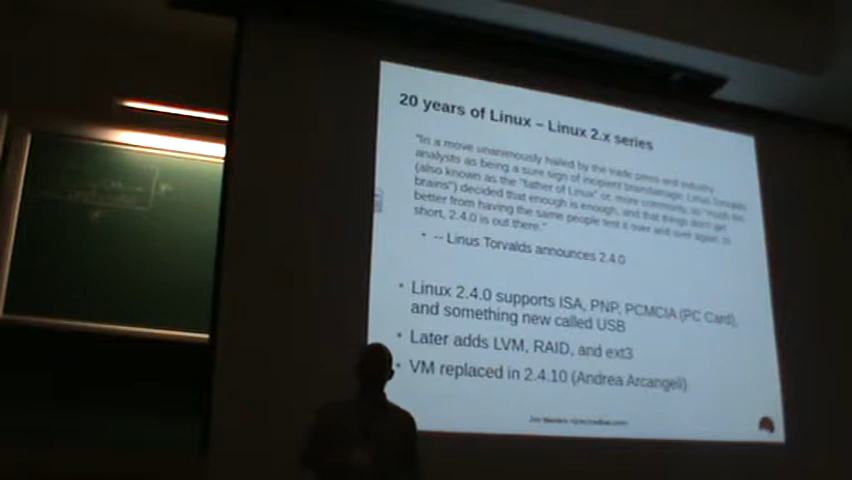 20 years of Linux – Linux 2.x series
"In a move unanimously hailed by the trade press and industry
analysts as being a sure sign of incipient braindamage, Linus Torvalds
(also known as the "father of Linux" or, more commonly, as "mush for
brains") decided that enough is enough, and that things don't get
better from having the same people test it over and over again. In
short, 2.4.0 is out there."
• -- Linus Torvalds announces 2.4.0
• Linux 2.4.0 supports ISA, PNP, PCMCIA (PC Card),
and something new called USB
• Later adds LVM, RAID, and ext3
• VM replaced in 2.4.10 (Andrea Arcangeli)